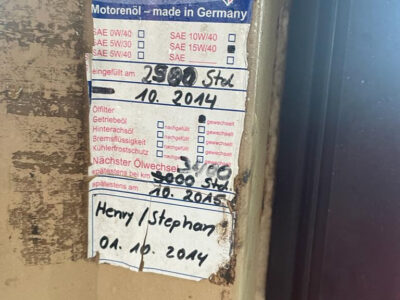 Motorenöl – made in Germany
SAE 0W/40 SAE 10W/40
SAE 5W/40 SAE 15W/40
SAE 5W/30 SAE
eingefüllt am Std
10. 2014
Ölfilter gewechselt
Getriebeöl nachgefüllt gewechselt
Hinterachsöl nachgefüllt gewechselt
Bremsflüssigkeit nachgefüllt gewechselt
Kühlerfrostschutz nachgefüllt gewechselt
Nächster Ölwechsel
spätestens bei km Std.
spätestens am 10. 2015
Henry / Stephan
01. 10. 2014